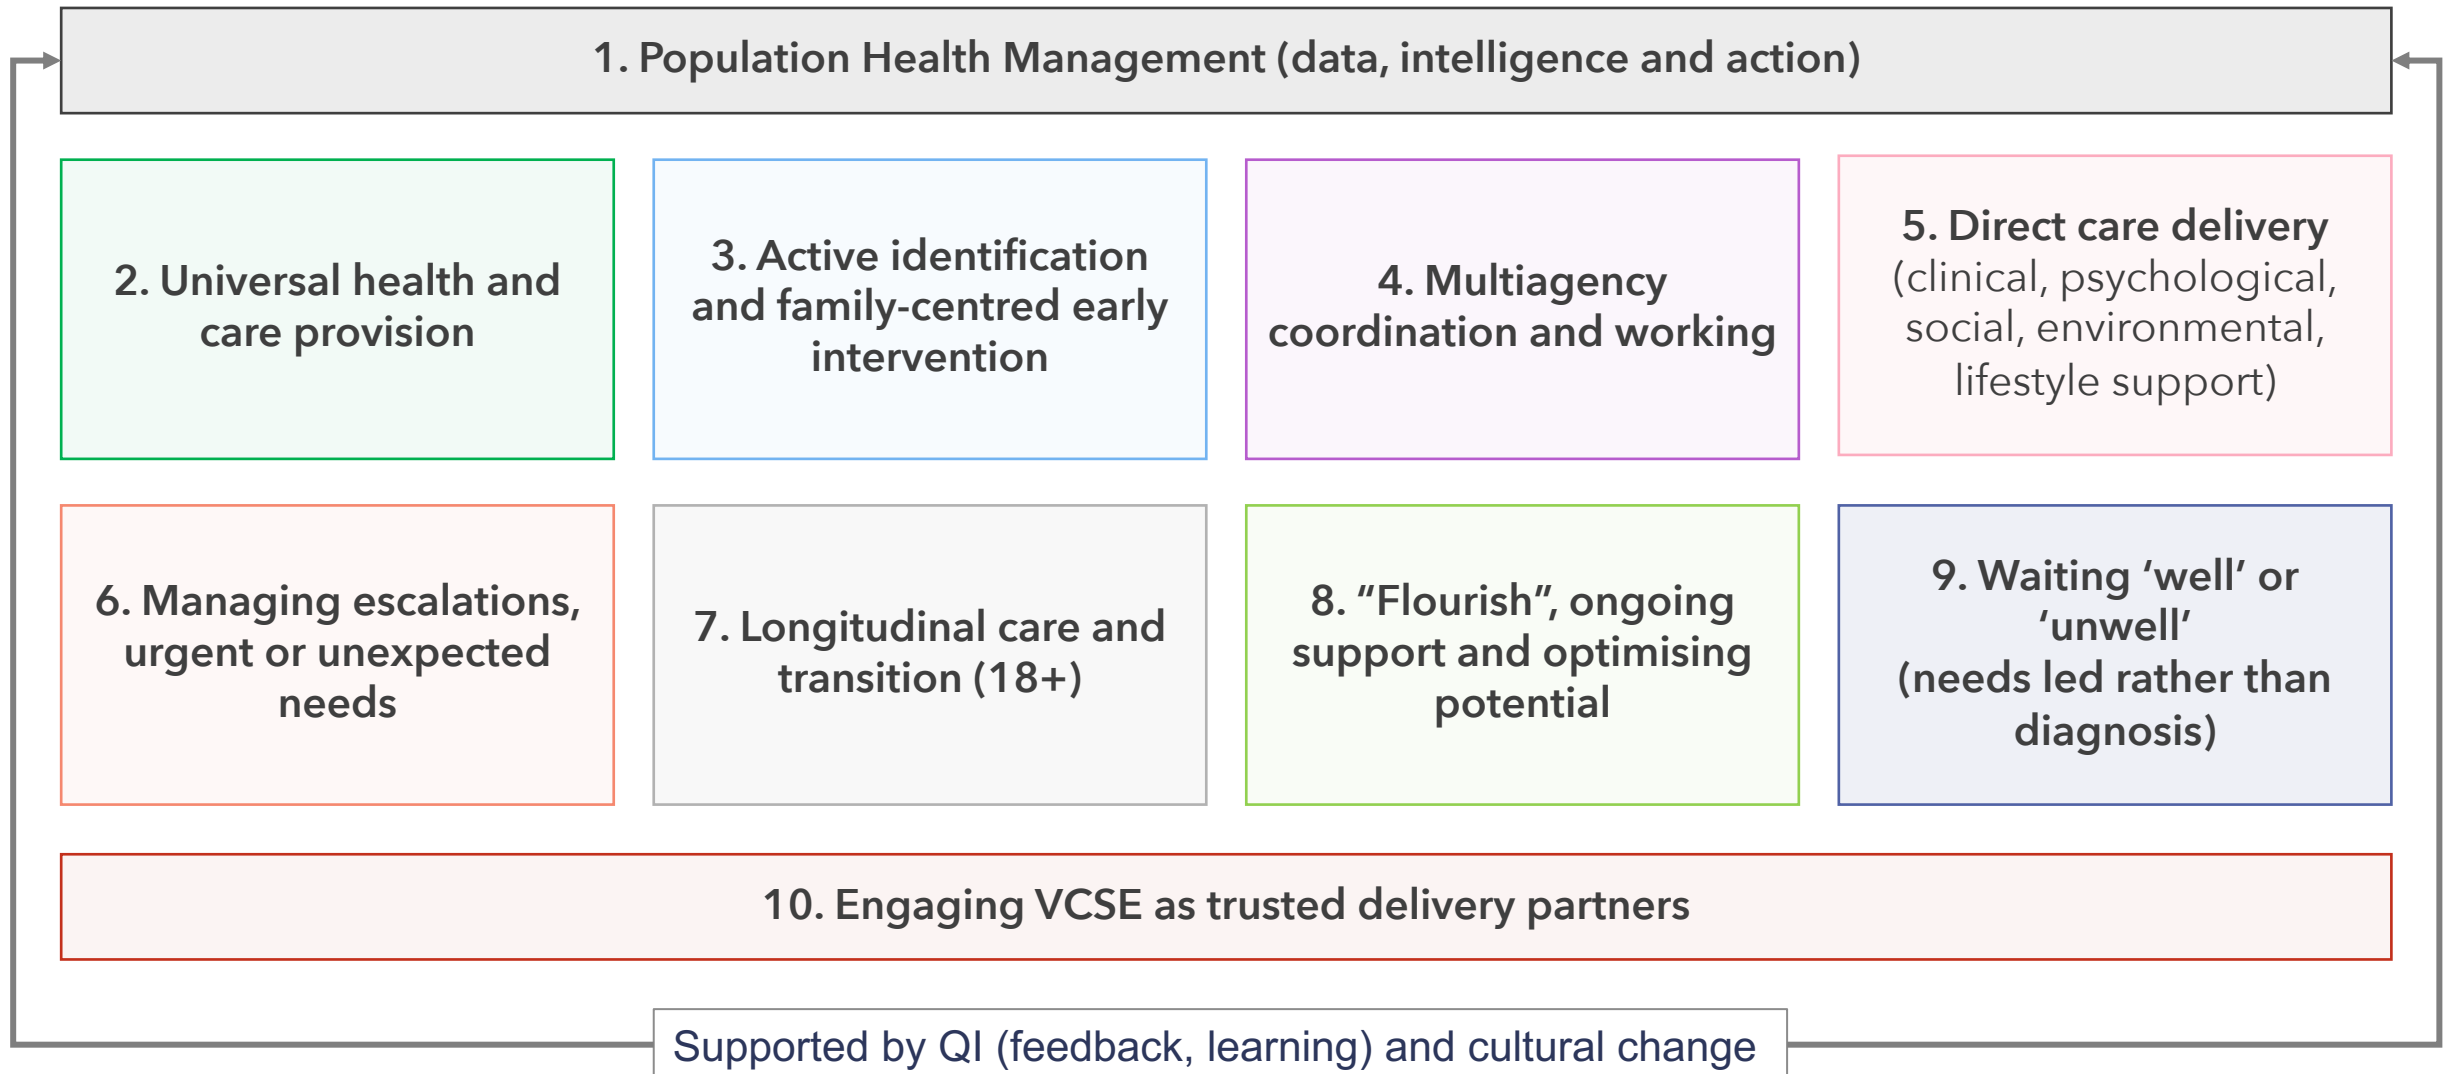 1. Population Health Management (data, intelligence and action)
2. Universal health and
care provision
3. Active identification
and family-centred early
intervention
4. Multiagency
coordination and working
5. Direct care delivery
(clinical, psychological,
social, environmental,
lifestyle support)
6. Managing escalations,
urgent or unexpected
needs
7. Longitudinal care and
transition (18+)
8. “Flourish”, ongoing
support and optimising
potential
9. Waiting ‘well’ or
‘unwell’
(needs led rather than
diagnosis)
10. Engaging VCSE as trusted delivery partners
Supported by QI (feedback, learning) and cultural change